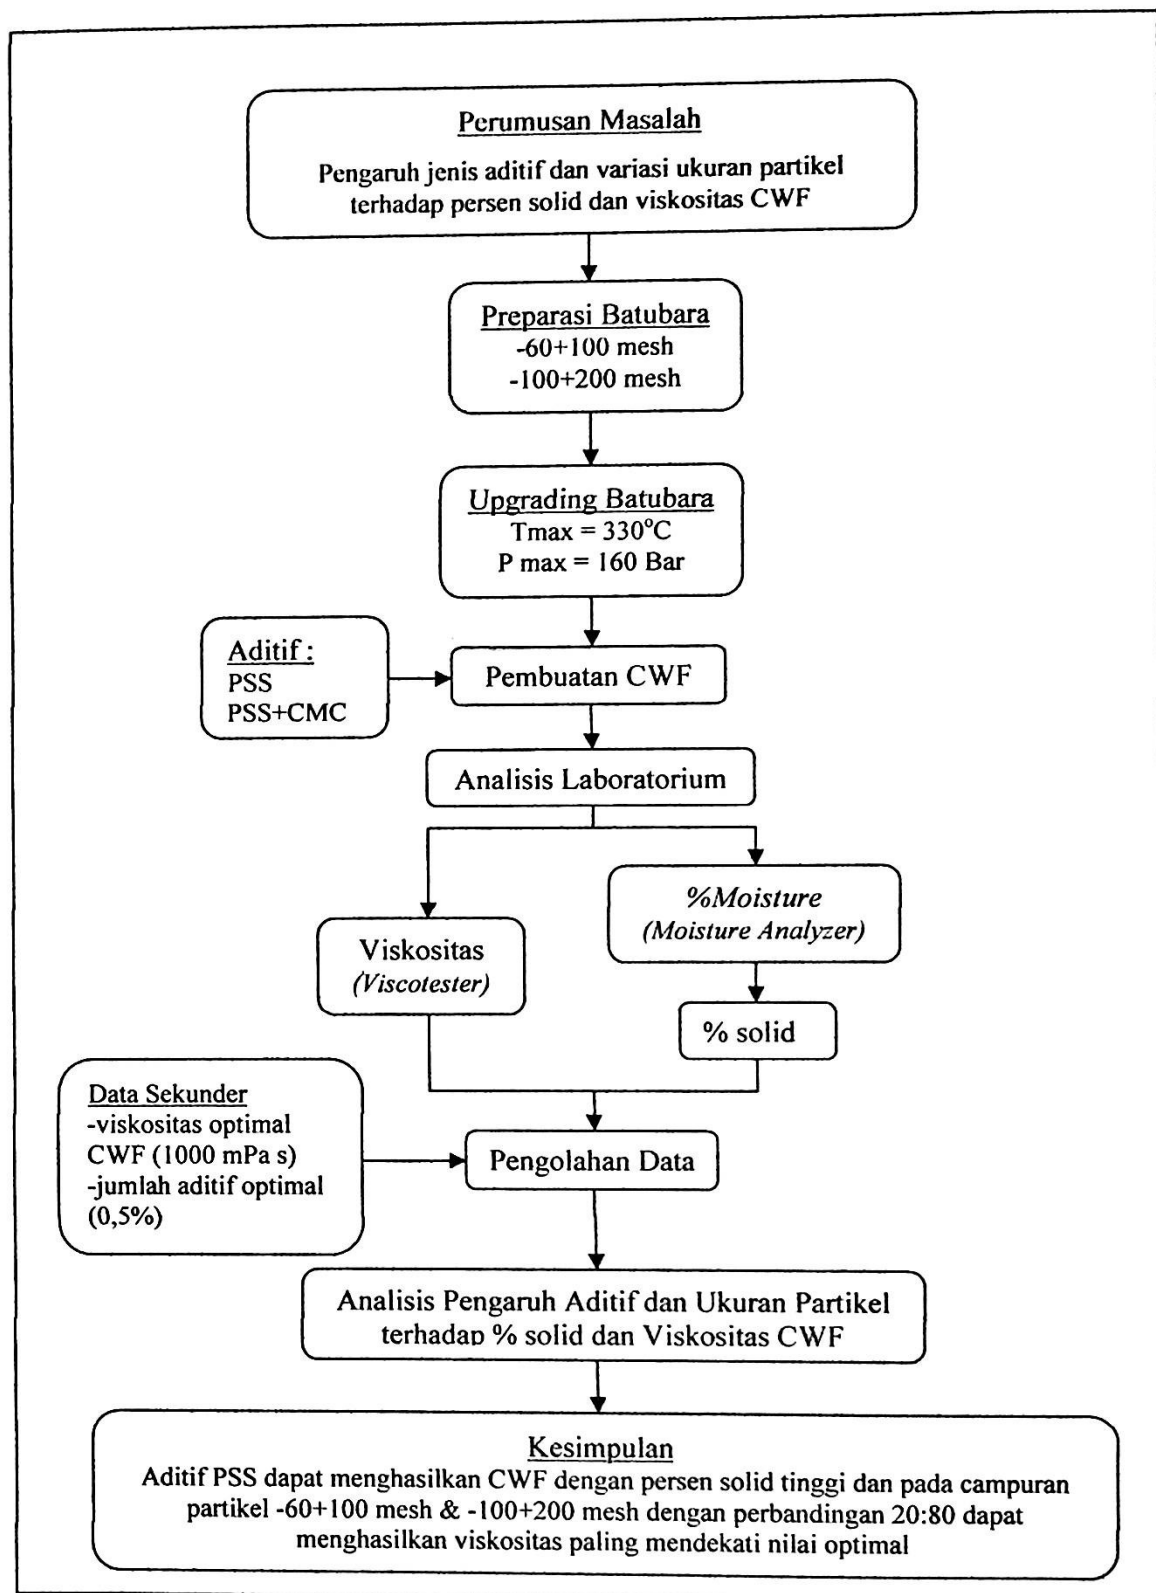 Perumusan Masalah
Pengaruh jenis aditif dan variasi ukuran partikel
terhadap persen solid dan viskositas CWF
Preparasi Batubara
-60+100 mesh
-100+200 mesh
Upgrading Batubara
Tmax = 330°C
P max = 160 Bar
Aditif :
PSS
PSS+CMC
Pembuatan CWF
Analisis Laboratorium
Viskositas
(Viscotester)
%Moisture
(Moisture Analyzer)
% solid
Data Sekunder
-viskositas optimal
CWF (1000 mPa s)
-jumlah aditif optimal
(0,5%)
Pengolahan Data
Analisis Pengaruh Aditif dan Ukuran Partikel
terhadap % solid dan Viskositas CWF
Kesimpulan
Aditif PSS dapat menghasilkan CWF dengan persen solid tinggi dan pada campuran
partikel -60+100 mesh & -100+200 mesh dengan perbandingan 20:80 dapat
menghasilkan viskositas paling mendekati nilai optimal